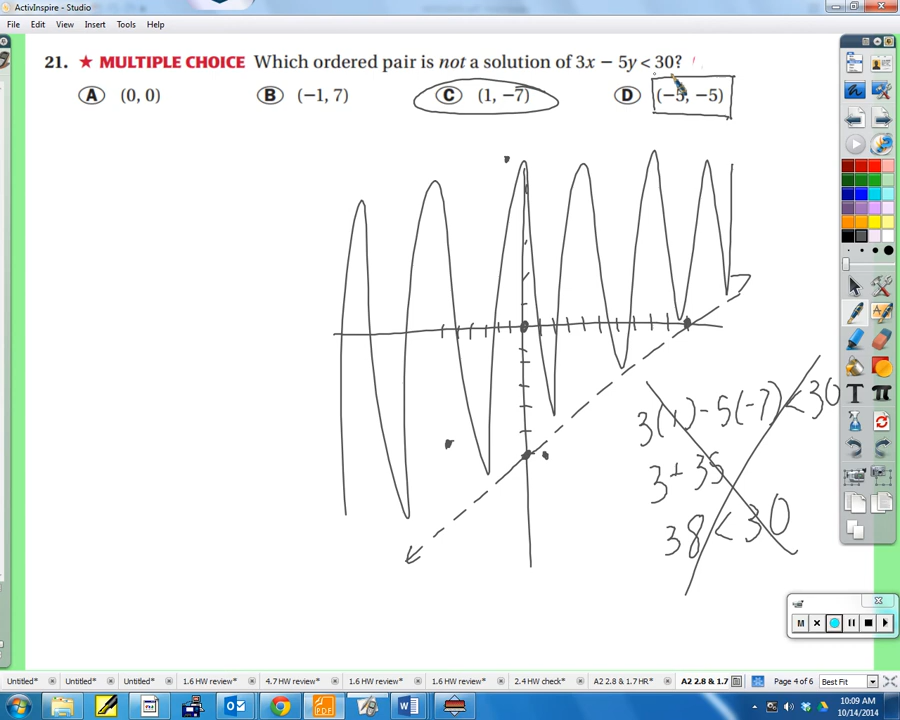 ActivInspire - Studio
File Edit View Insert Tools Help
21. ★ MULTIPLE CHOICE Which ordered pair is not a solution of 3x − 5y < 30?
A (0, 0) B (−1, 7) C (1, −7) D (−5, −5)
3(1) - 5(-7) < 30
3 + 35
38 < 30
M
Untitled* Untitled* Untitled* 1.6 HW review* 4.7 HW review* 1.6 HW review* 1.6 HW review* 2.4 HW check* A2 2.8 & 1.7 HR* A2 2.8 & 1.7 Page 4 of 6 Best Fit
10:09 AM
10/14/2014